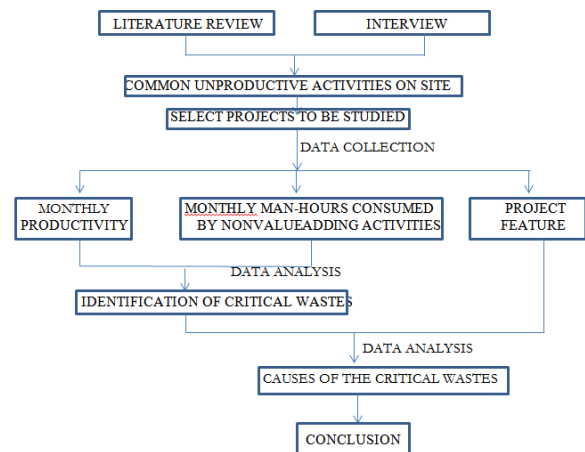 LITERATURE REVIEW
INTERVIEW
COMMON UNPRODUCTIVE ACTIVITIES ON SITE
SELECT PROJECTS TO BE STUDIED
DATA COLLECTION
MONTHLY
PRODUCTIVITY
MONTHLY MAN-HOURS CONSUMED
BY NONVALUEADDING ACTIVITIES
PROJECT
FEATURE
DATA ANALYSIS
IDENTIFICATION OF CRITICAL WASTES
DATA ANALYSIS
CAUSES OF THE CRITICAL WASTES
CONCLUSION